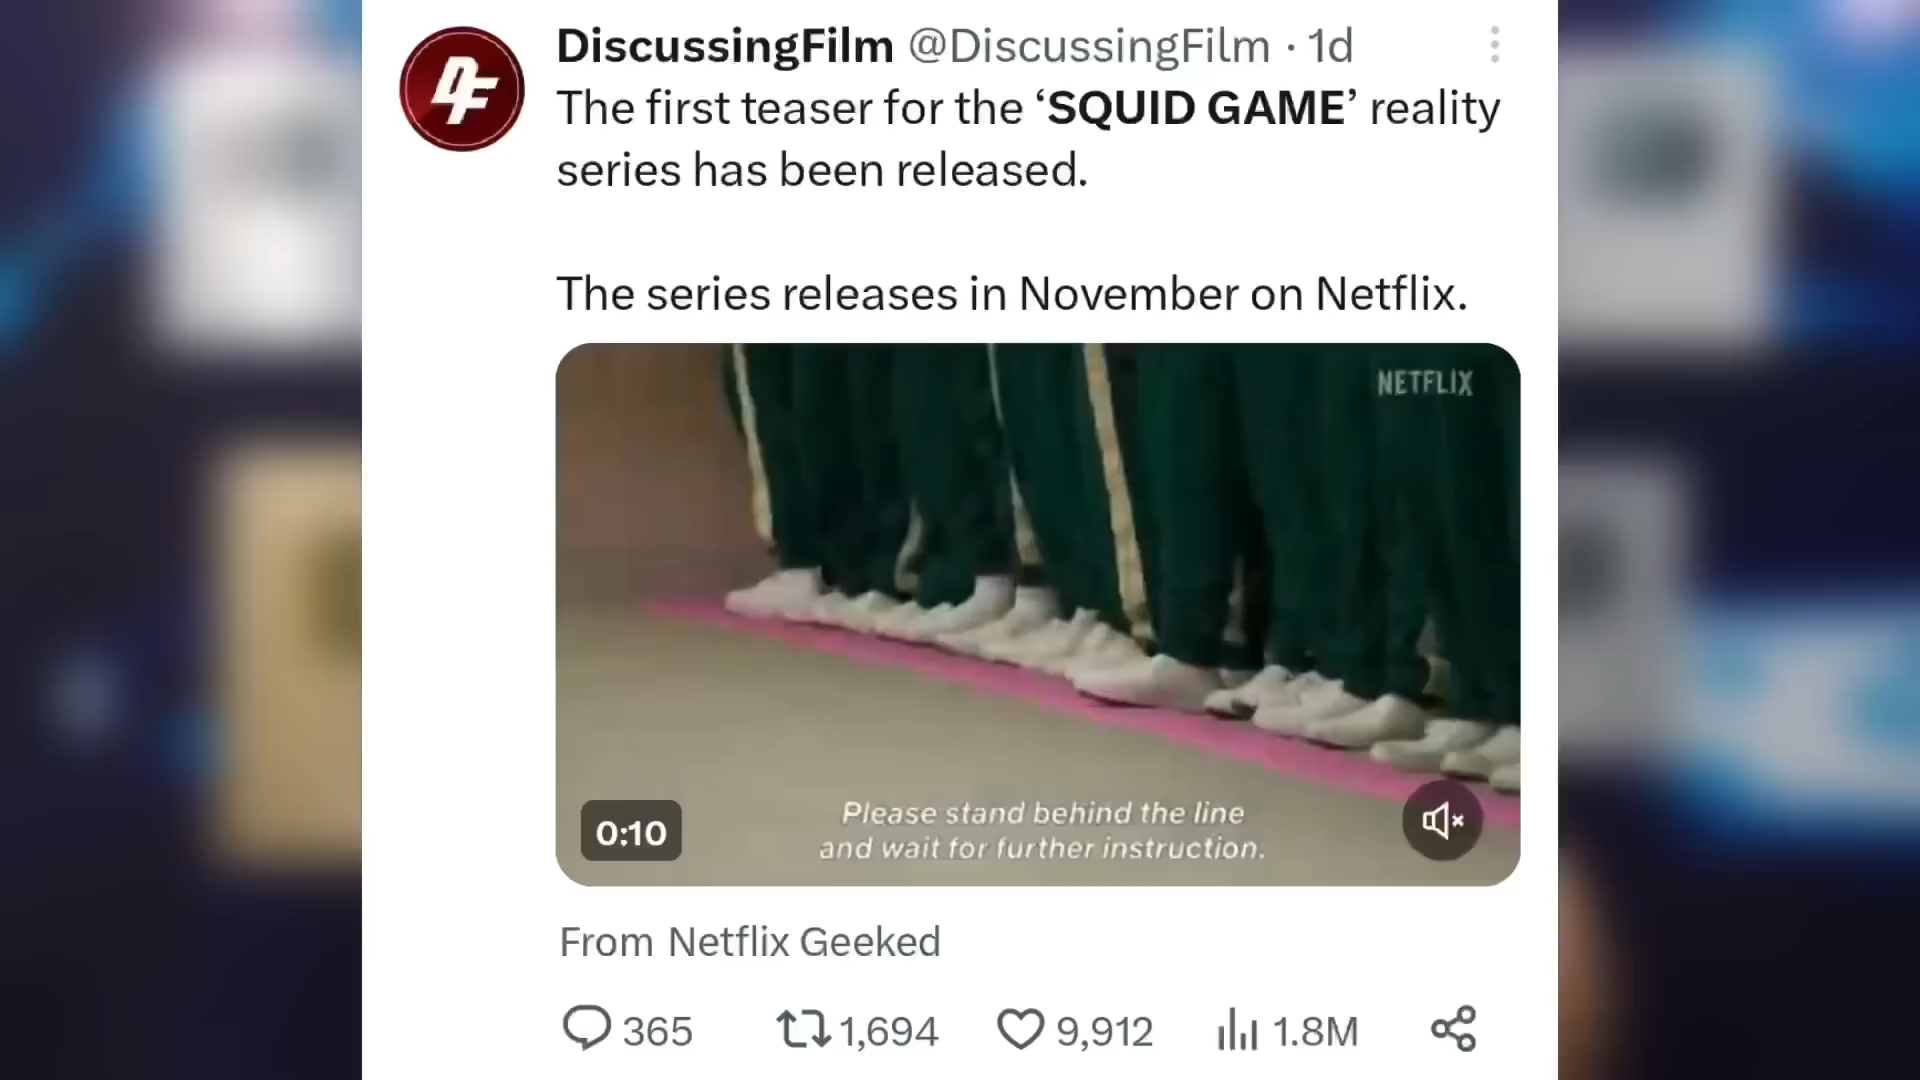 DF
DiscussingFilm @DiscussingFilm · 1d
The first teaser for the ‘SQUID GAME’ reality
series has been released.
The series releases in November on Netflix.
NETFLIX
Please stand behind the line
and wait for further instruction.
0:10
From Netflix Geeked
365 1,694 9,912 1.8M